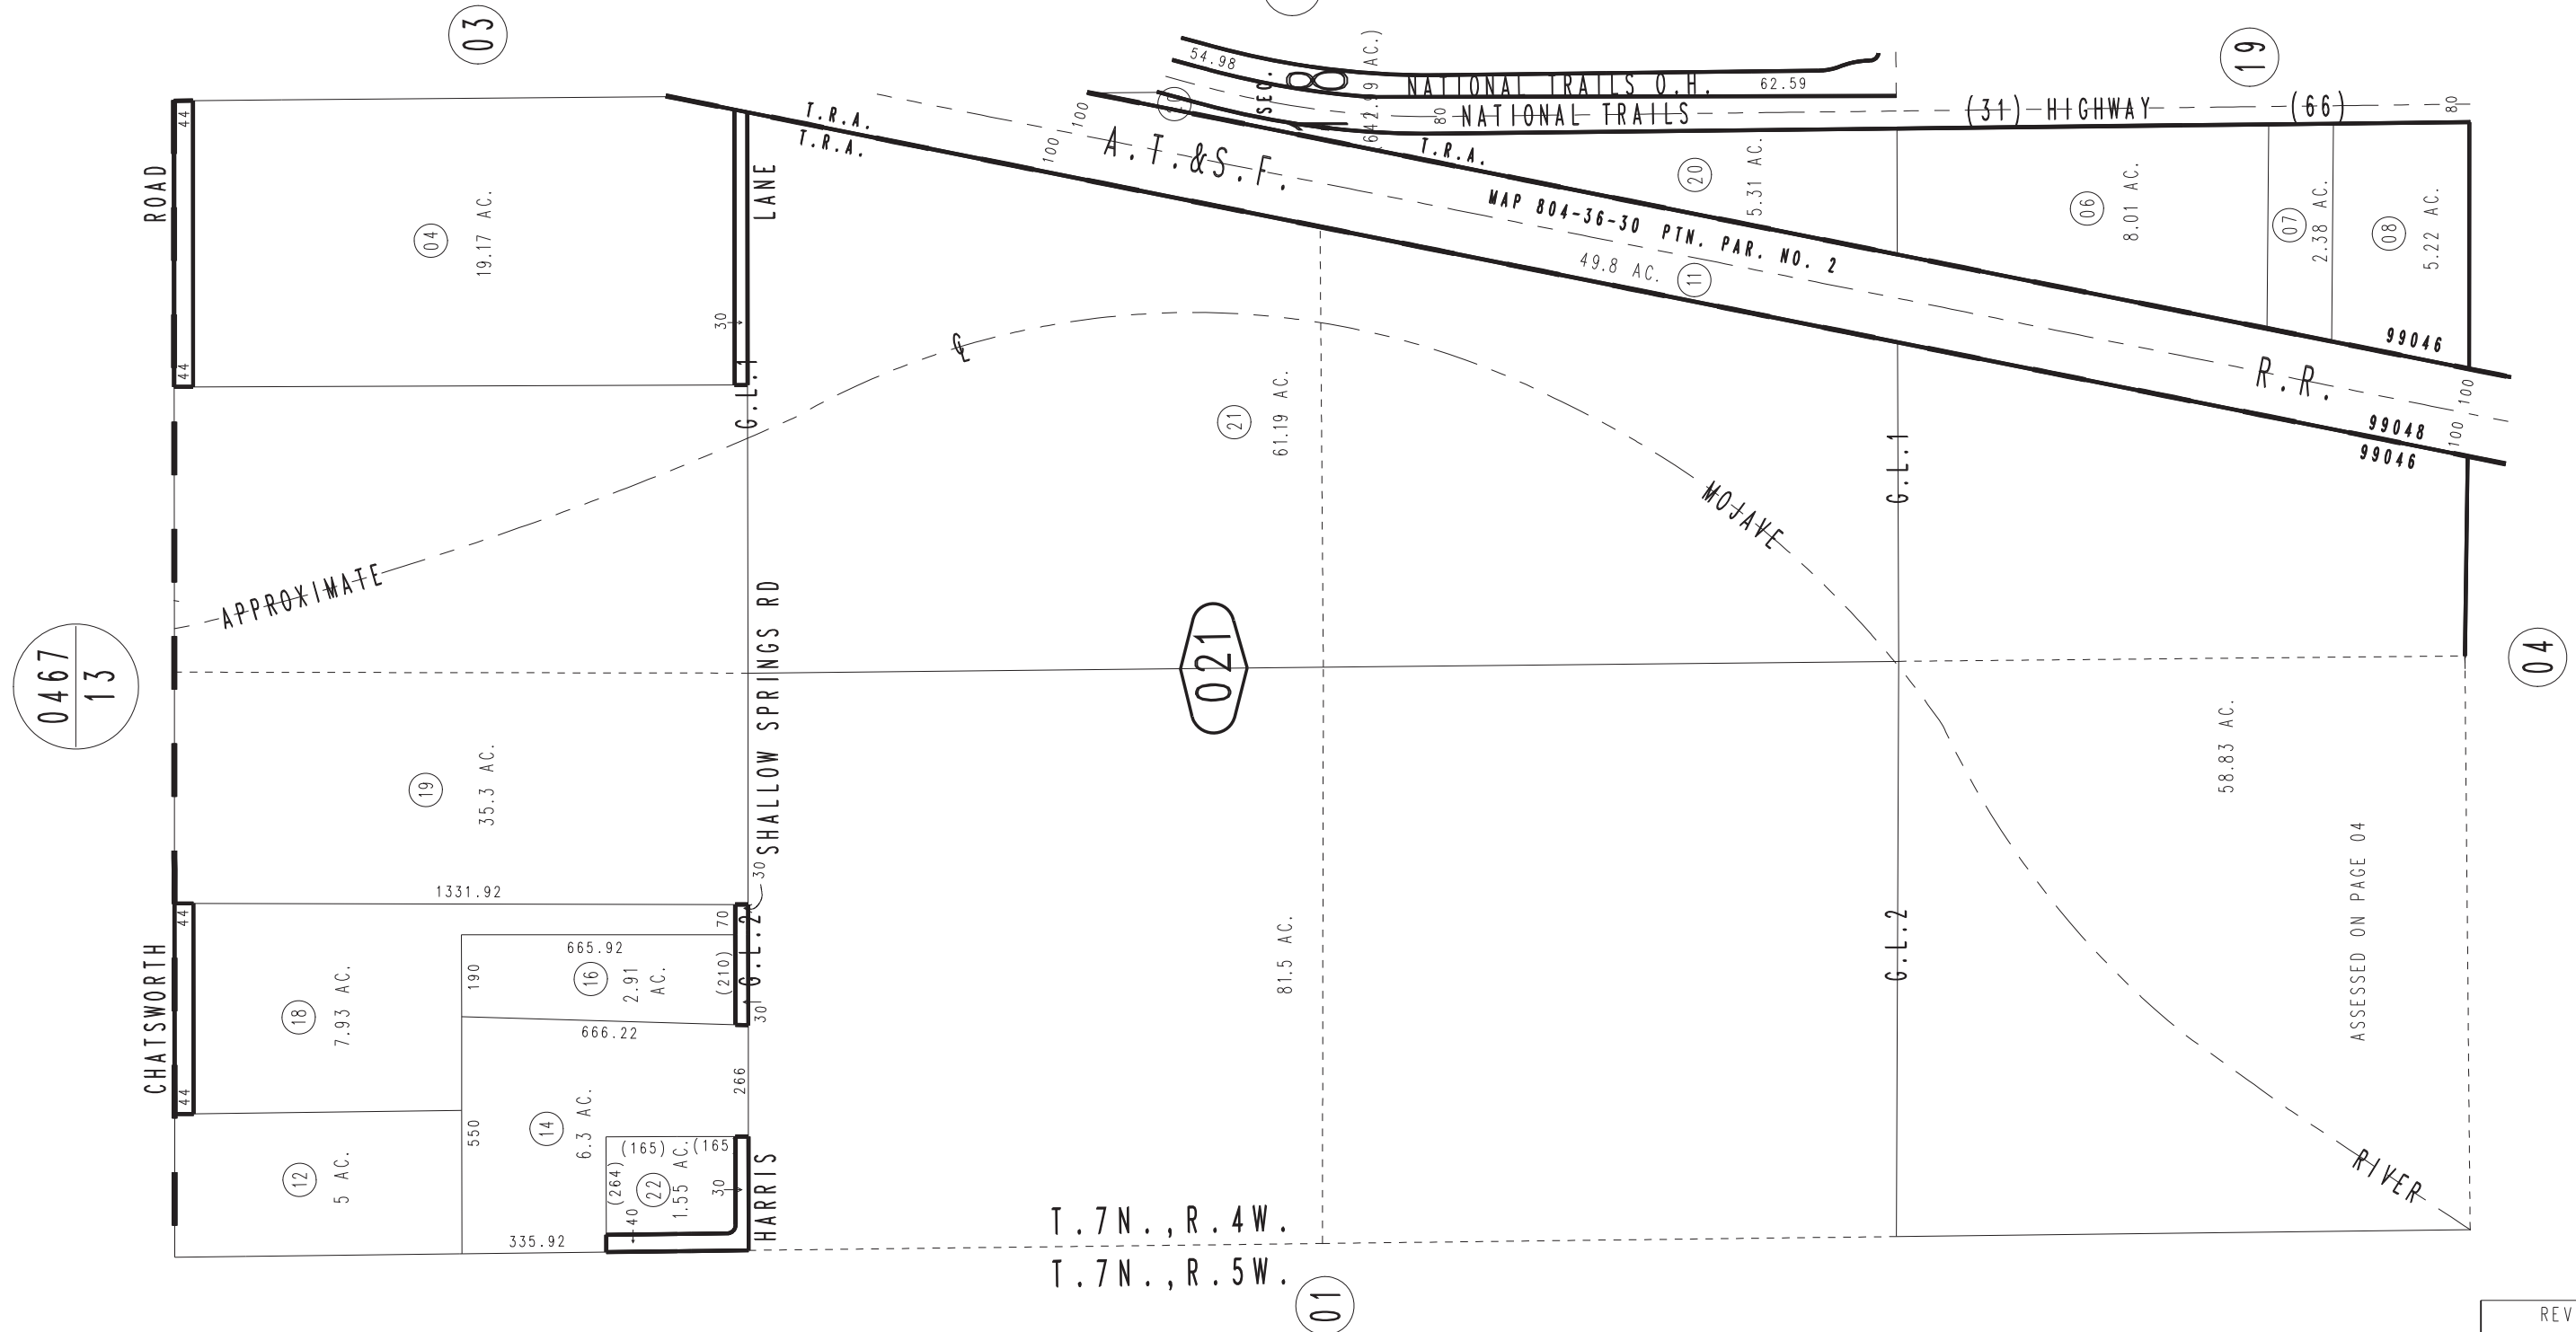 03
19
54.98
SEC. 18
(642.99 AC.)
NATIONAL TRAILS O.H.
62.59
80
NATIONAL TRAILS
(31) HIGHWAY
(66)
80
44
ROAD
04
19.17 AC.
44
30
LANE
T.R.A.
T.R.A.
100
100
A.T.&S.F.
T.R.A.
20
5.31 AC.
MAP 804-36-30 PTN. PAR. NO. 2
49.8 AC.
11
06
8.01 AC.
07
2.38 AC.
08
5.22 AC.
99046
R.R.
100
99048
100
99046
G.L.1
21
61.19 AC.
G.L.1
APPROXIMATE
℄
MOJAVE
RIVER
0467
13
021
04
SHALLOW SPRINGS RD
19
35.3 AC.
58.83 AC.
ASSESSED ON PAGE 04
1331.92
30
44
70
G.L.2
G.L.2
665.92
190
16
2.91
AC.
(210)
30
666.22
81.5 AC.
CHATSWORTH
18
7.93 AC.
44
266
550
14
6.3 AC.
(165)
(165
(264)
22
1.55 AC.
30
40
HARRIS
12
5 AC.
335.92
T.7N.,R.4W.
T.7N.,R.5W.
01
REV